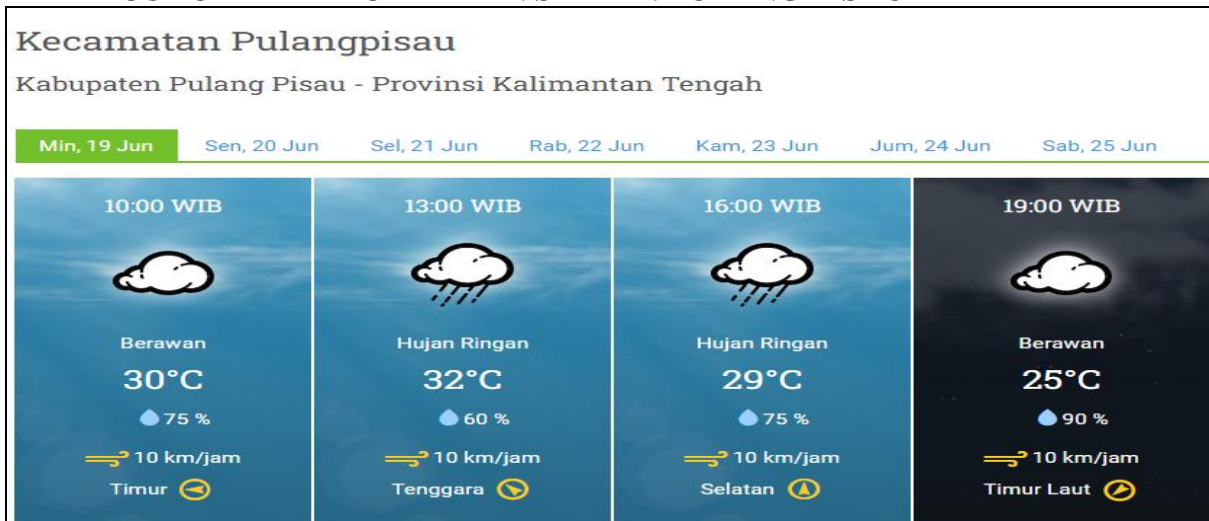 Kecamatan Pulangpisau
Kabupaten Pulang Pisau - Provinsi Kalimantan Tengah
Min, 19 Jun Sen, 20 Jun Sel, 21 Jun Rab, 22 Jun Kam, 23 Jun Jum, 24 Jun Sab, 25 Jun
10:00 WIB
Berawan
30°C
75 %
10 km/jam
Timur
13:00 WIB
Hujan Ringan
32°C
60 %
10 km/jam
Tenggara
16:00 WIB
Hujan Ringan
29°C
75 %
10 km/jam
Selatan
19:00 WIB
Berawan
25°C
90 %
10 km/jam
Timur Laut